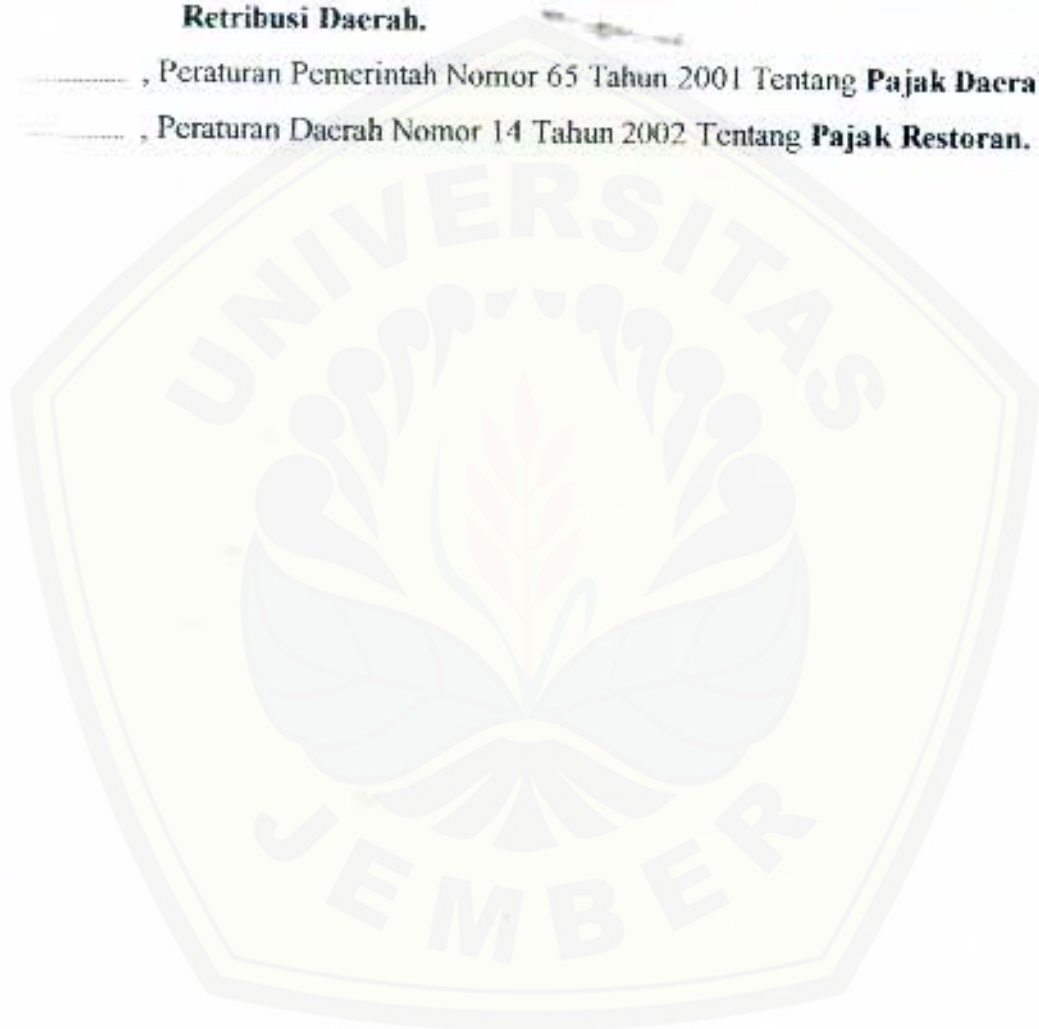 Retribusi Daerah.
............ , Peraturan Pemerintah Nomor 65 Tahun 2001 Tentang Pajak Daera
............ , Peraturan Daerah Nomor 14 Tahun 2002 Tentang Pajak Restoran.
UNIVERSITAS
JEMBER